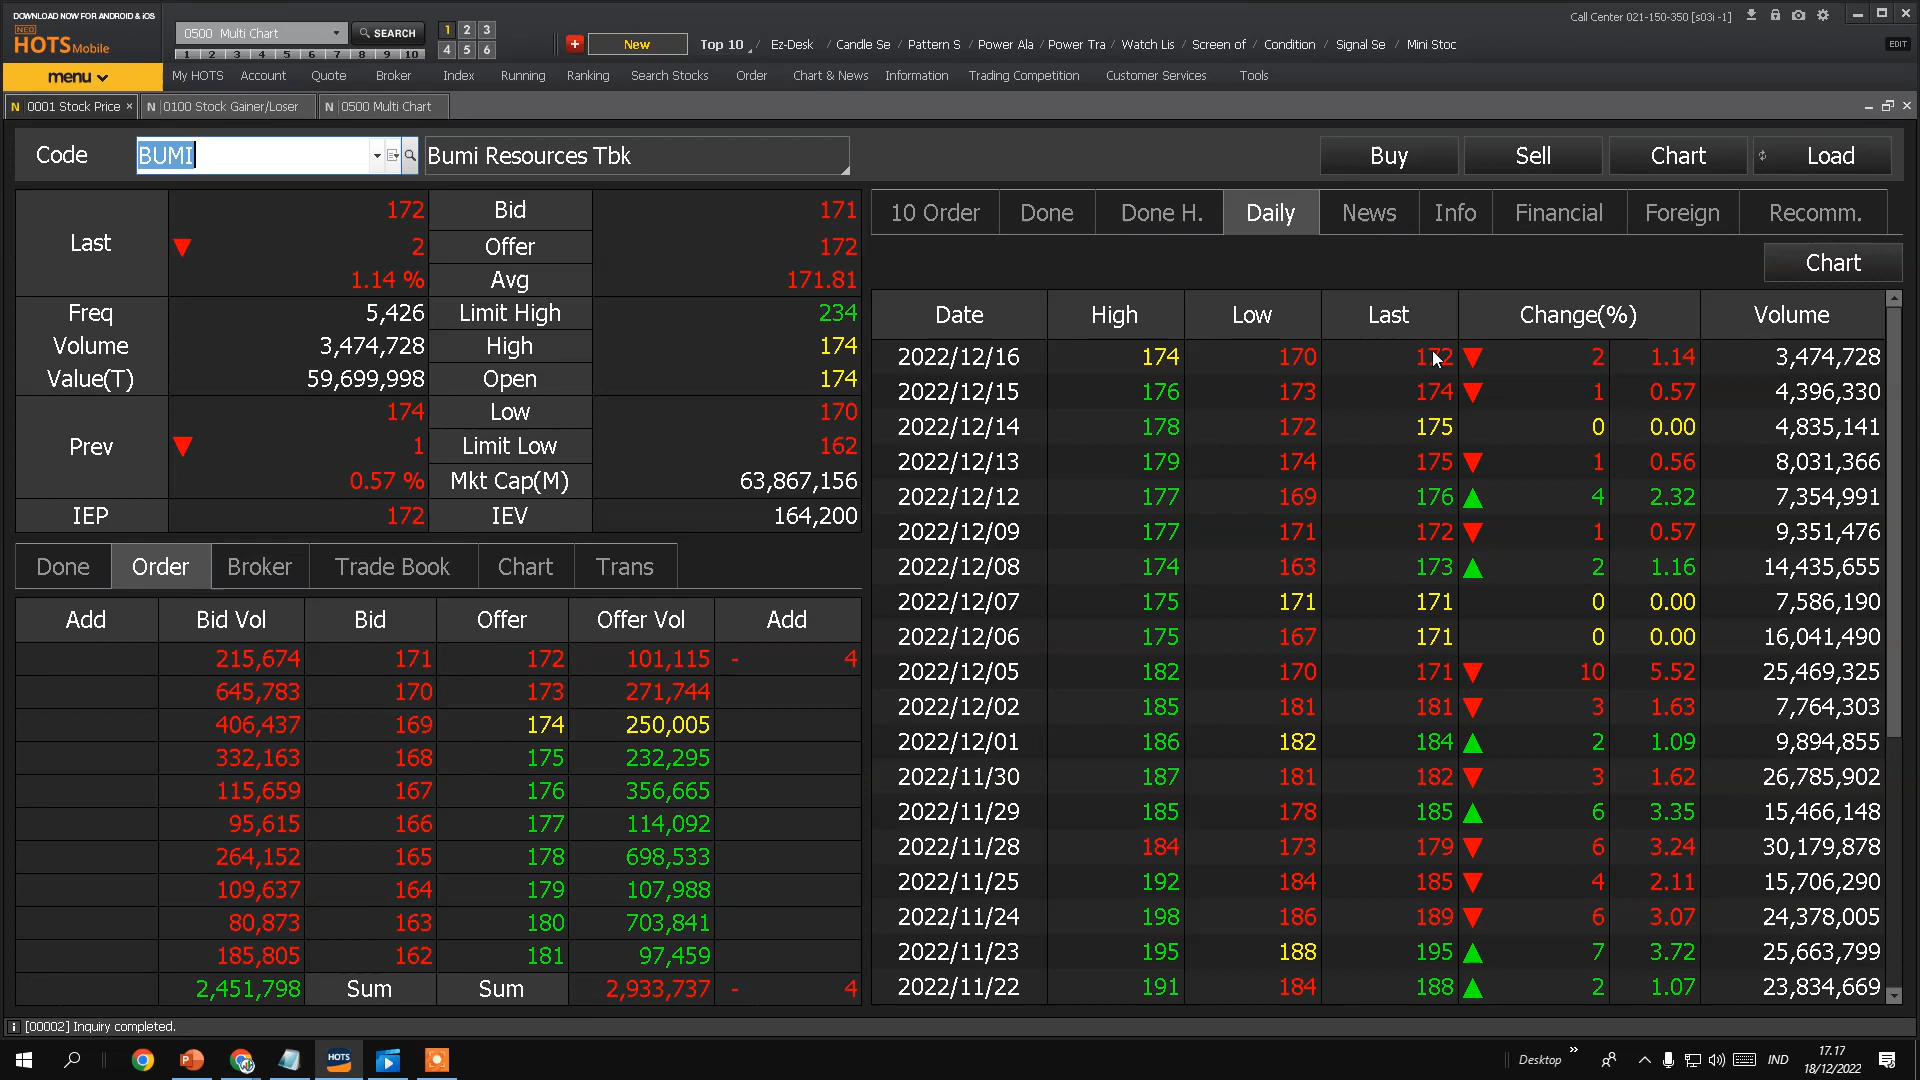 DOWNLOAD NOW FOR ANDROID & iOS
NEO HOTS Mobile
0500 Multi Chart
SEARCH
1 2 3 4 5 6 7 8 9 10
1 2 3
4 5 6
New
Top 10 / Ez-Desk / Candle Se / Pattern S / Power Ala / Power Tra / Watch Lis / Screen of / Condition / Signal Se / Mini Stoc
Call Center 021-150-350 [s03i -1]
EDIT
menu
My HOTS Account Quote Broker Index Running Ranking Search Stocks Order Chart & News Information Trading Competition Customer Services Tools
N 0001 Stock Price × N 0100 Stock Gainer/Loser N 0500 Multi Chart
Code BUMI Bumi Resources Tbk Buy Sell Chart Load
Last 172 Bid 171
▼ 2 Offer 172
1.14 % Avg 171.81
Freq 5,426 Limit High 234
Volume 3,474,728 High 174
Value(T) 59,699,998 Open 174
Prev 174 Low 170
▼ 1 Limit Low 162
0.57 % Mkt Cap(M) 63,867,156
IEP 172 IEV 164,200
Done Order Broker Trade Book Chart Trans
Add Bid Vol Bid Offer Offer Vol Add
215,674 171 172 101,115 - 4
645,783 170 173 271,744
406,437 169 174 250,005
332,163 168 175 232,295
115,659 167 176 356,665
95,615 166 177 114,092
264,152 165 178 698,533
109,637 164 179 107,988
80,873 163 180 703,841
185,805 162 181 97,459
2,451,798 Sum Sum 2,933,737 - 4
10 Order Done Done H. Daily News Info Financial Foreign Recomm.
Chart
Date High Low Last Change(%) Volume
2022/12/16 174 170 172 ▼ 2 1.14 3,474,728
2022/12/15 176 173 174 ▼ 1 0.57 4,396,330
2022/12/14 178 172 175 0 0.00 4,835,141
2022/12/13 179 174 175 ▼ 1 0.56 8,031,366
2022/12/12 177 169 176 ▲ 4 2.32 7,354,991
2022/12/09 177 171 172 ▼ 1 0.57 9,351,476
2022/12/08 174 163 173 ▲ 2 1.16 14,435,655
2022/12/07 175 171 171 0 0.00 7,586,190
2022/12/06 175 167 171 0 0.00 16,041,490
2022/12/05 182 170 171 ▼ 10 5.52 25,469,325
2022/12/02 185 181 181 ▼ 3 1.63 7,764,303
2022/12/01 186 182 184 ▲ 2 1.09 9,894,855
2022/11/30 187 181 182 ▼ 3 1.62 26,785,902
2022/11/29 185 178 185 ▲ 6 3.35 15,466,148
2022/11/28 184 173 179 ▼ 6 3.24 30,179,878
2022/11/25 192 184 185 ▼ 4 2.11 15,706,290
2022/11/24 198 186 189 ▼ 6 3.07 24,378,005
2022/11/23 195 188 195 ▲ 7 3.72 25,663,799
2022/11/22 191 184 188 ▲ 2 1.07 23,834,669
i [00002] Inquiry completed.
HOTS
Desktop » IND 17.17
18/12/2022